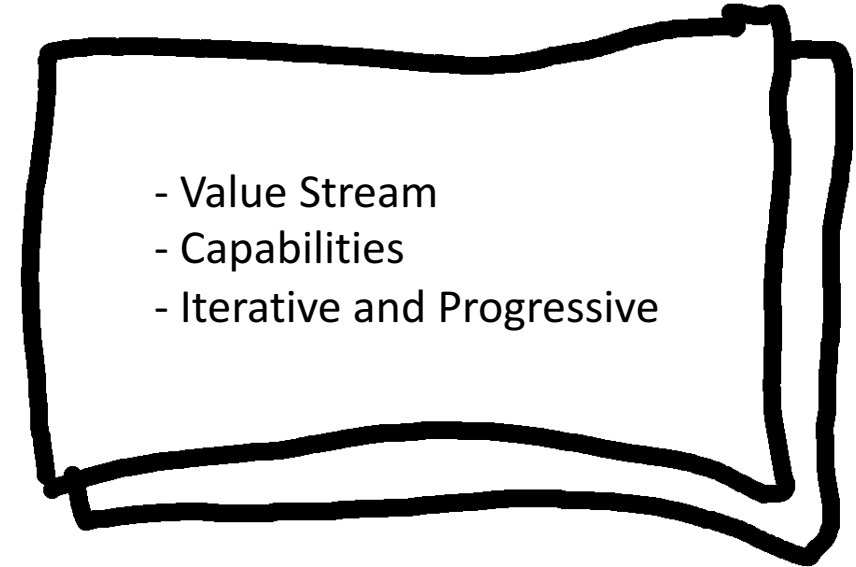 - Value Stream
- Capabilities
- Iterative and Progressive